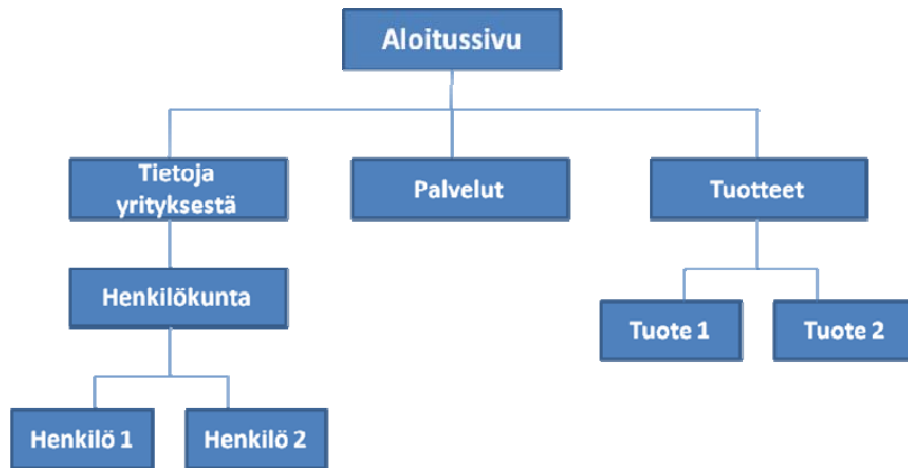 Aloitussivu
Tietoja
yrityksestä
Palvelut
Tuotteet
Henkilökunta
Tuote 1
Tuote 2
Henkilö 1
Henkilö 2